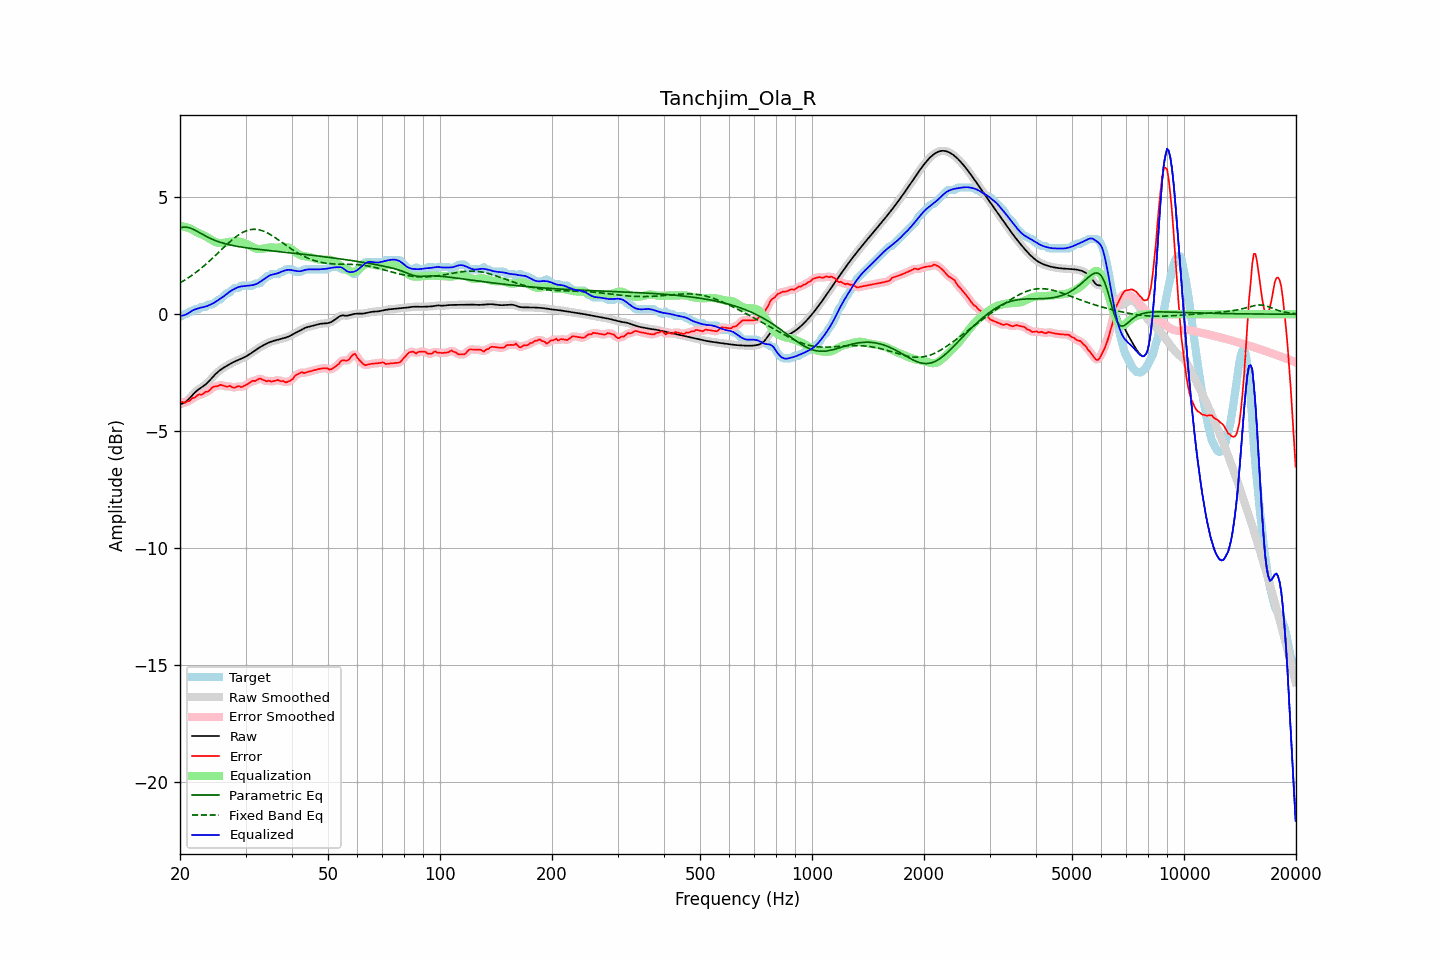 Tanchjim_Ola_R
Amplitude (dBr)
5
0
−5
−10
−15
−20
Target
Raw Smoothed
Error Smoothed
Raw
Error
Equalization
Parametric Eq
Fixed Band Eq
Equalized
20 50 100 200 500 1000 2000 5000 10000 20000
Frequency (Hz)